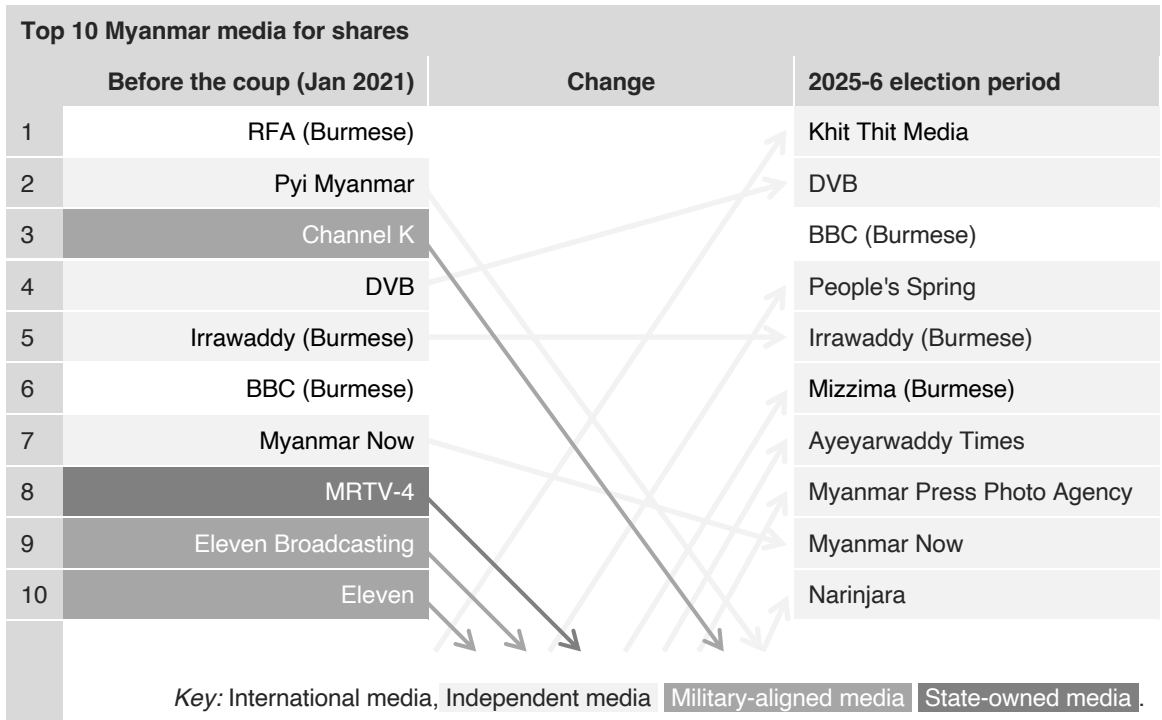 Top 10 Myanmar media for shares
Before the coup (Jan 2021) Change 2025-6 election period
1 RFA (Burmese) Khit Thit Media
2 Pyi Myanmar DVB
3 Channel K BBC (Burmese)
4 DVB People's Spring
5 Irrawaddy (Burmese) Irrawaddy (Burmese)
6 BBC (Burmese) Mizzima (Burmese)
7 Myanmar Now Ayeyarwaddy Times
8 MRTV-4 Myanmar Press Photo Agency
9 Eleven Broadcasting Myanmar Now
10 Eleven Narinjara
Key: International media, Independent media Military-aligned media State-owned media.